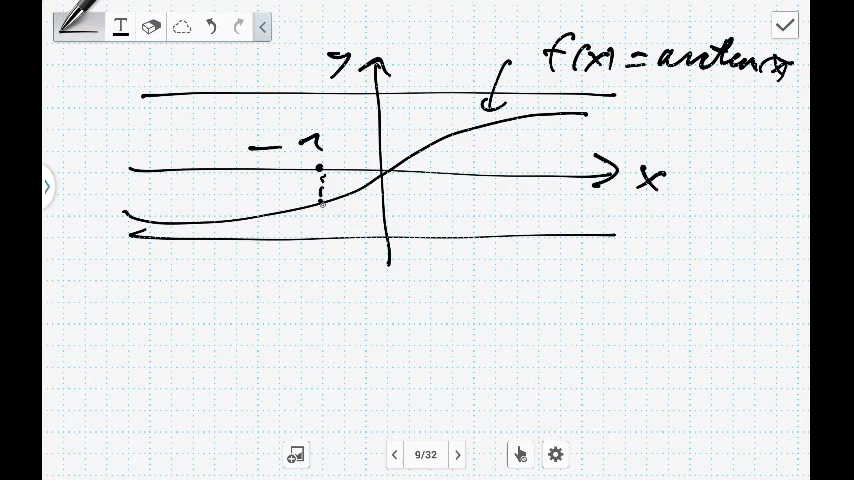 T
y
f(x) = arctan(x)
− 1
x
9/32